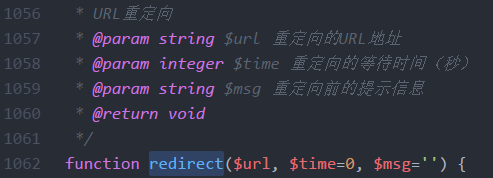 1056 * URL重定向
1057 * @param string $url 重定向的URL地址
1058 * @param integer $time 重定向的等待时间（秒）
1059 * @param string $msg 重定向前的提示信息
1060 * @return void
1061 */
1062 function redirect($url, $time=0, $msg='') {